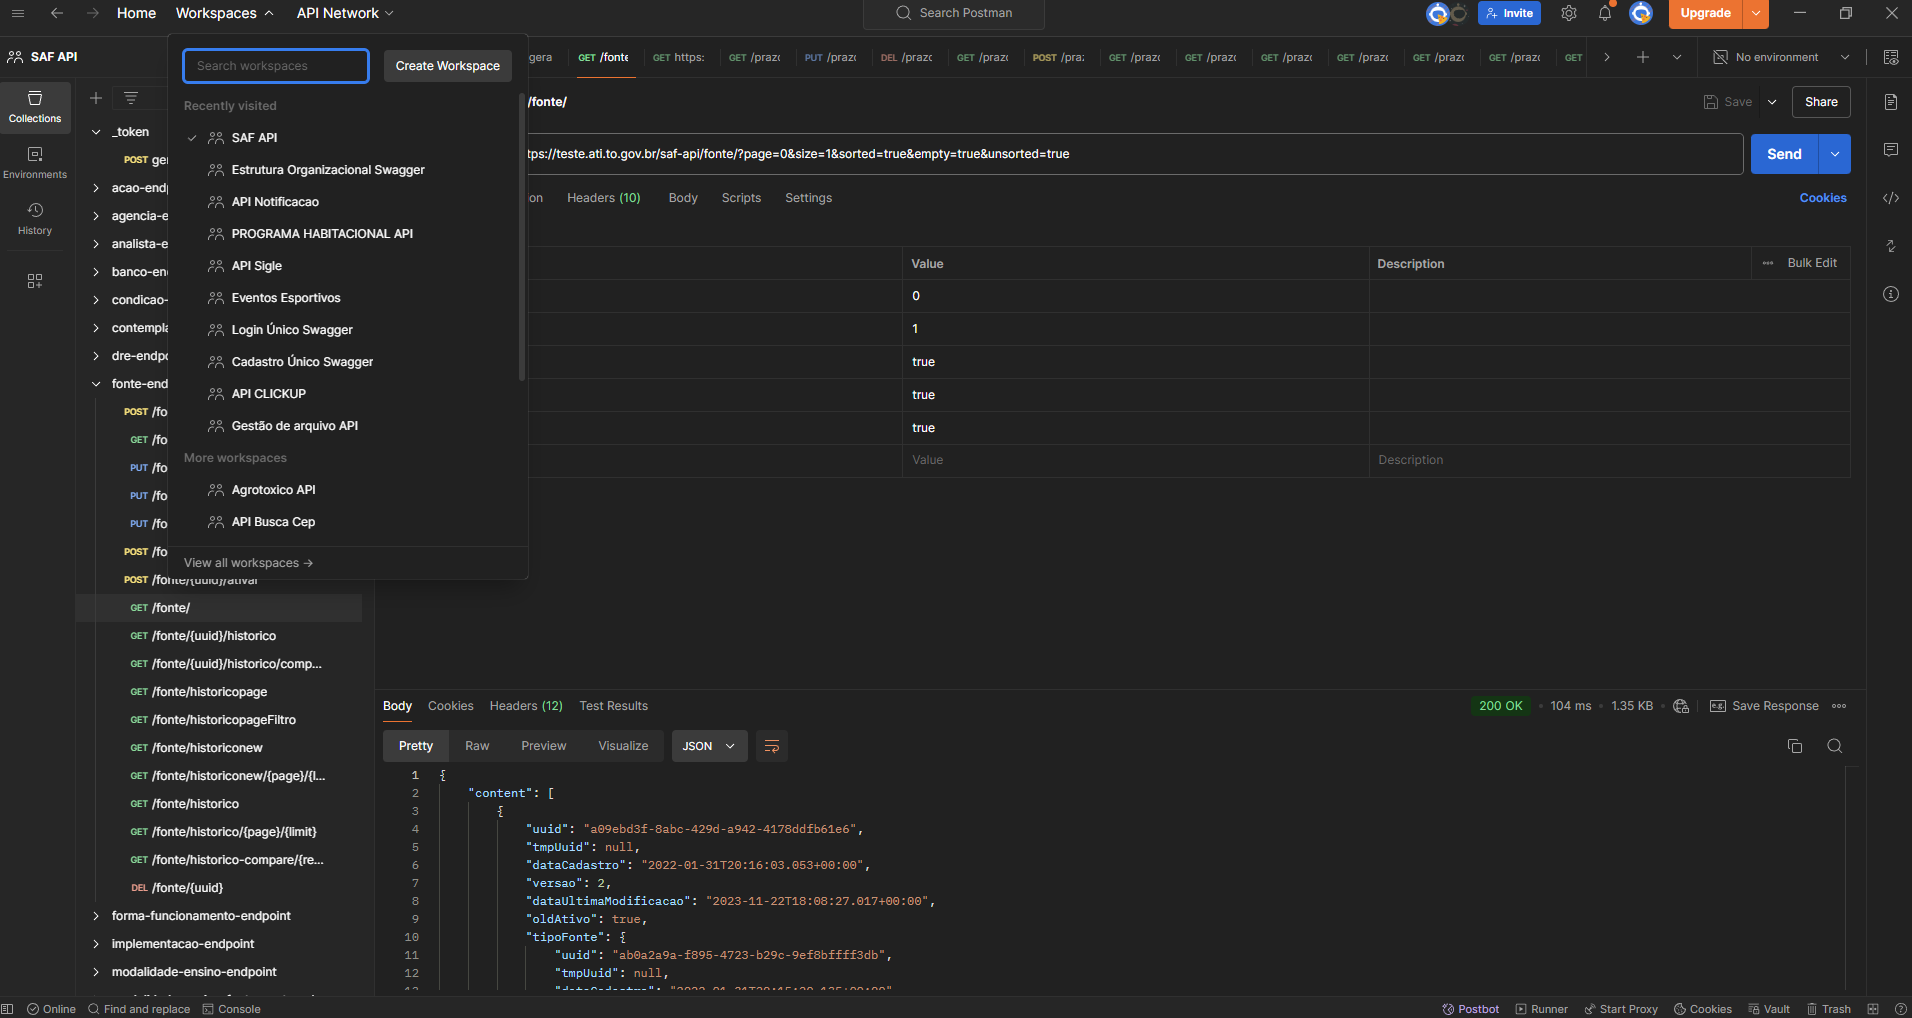 Home Workspaces API Network
Search Postman
Invite
Upgrade
SAF API
Search workspaces
Create Workspace
Recently visited
SAF API
Estrutura Organizacional Swagger
API Notificacao
PROGRAMA HABITACIONAL API
API Sigle
Eventos Esportivos
Login Único Swagger
Cadastro Único Swagger
API CLICKUP
Gestão de arquivo API
More workspaces
Agrotoxico API
API Busca Cep
View all workspaces →
Collections
Environments
History
_token
POST ger
acao-endp
agencia-e
analista-e
banco-en
condicao-
contempla
dre-endpo
fonte-end
POST /fo
GET /fo
PUT /fo
PUT /fo
PUT /fo
POST /fo
POST /fonte/{uuid}/ativar
GET /fonte/
GET /fonte/{uuid}/historico
GET /fonte/{uuid}/historico/comp...
GET /fonte/historicopage
GET /fonte/historicopageFiltro
GET /fonte/historiconew
GET /fonte/historiconew/{page}/{l...
GET /fonte/historico
GET /fonte/historico/{page}/{limit}
GET /fonte/historico-compare/{re...
DEL /fonte/{uuid}
forma-funcionamento-endpoint
implementacao-endpoint
modalidade-ensino-endpoint
gera GET /fonte GET https: GET /prazo PUT /prazo DEL /prazo GET /prazo POST /pra: GET /prazo GET /prazo GET /prazo GET /prazo GET /prazo GET /prazo GET
No environment
/fonte/
Save
Share
tps://teste.ati.to.gov.br/saf-api/fonte/?page=0&size=1&sorted=true&empty=true&unsorted=true
Send
on Headers (10) Body Scripts Settings
Cookies
Value Description Bulk Edit
0
1
true
true
true
Value Description
Body Cookies Headers (12) Test Results
200 OK • 104 ms • 1.35 KB
Save Response
Pretty Raw Preview Visualize JSON
1 {
2 "content": [
3 {
4 "uuid": "a09ebd3f-8abc-429d-a942-4178ddfb61e6",
5 "tmpUuid": null,
6 "dataCadastro": "2022-01-31T20:16:03.053+00:00",
7 "versao": 2,
8 "dataUltimaModificacao": "2023-11-22T18:08:27.017+00:00",
9 "oldAtivo": true,
10 "tipoFonte": {
11 "uuid": "ab0a2a9a-f895-4723-b29c-9ef8bffff3db",
12 "tmpUuid": null,
Online Find and replace Console
Postbot Runner Start Proxy Cookies Vault Trash